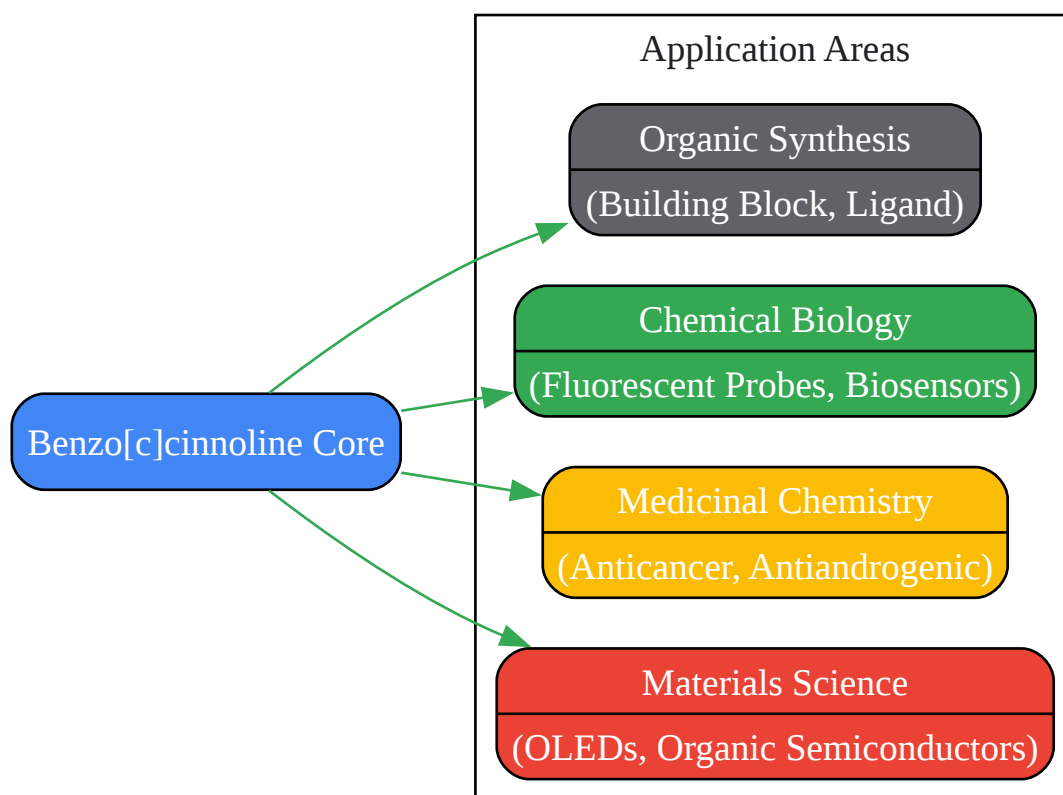 Application Areas
Organic Synthesis
(Building Block, Ligand)
Chemical Biology
(Fluorescent Probes, Biosensors)
Benzo[c]cinnoline Core
Medicinal Chemistry
(Anticancer, Antiandrogenic)
Materials Science
(OLEDs, Organic Semiconductors)